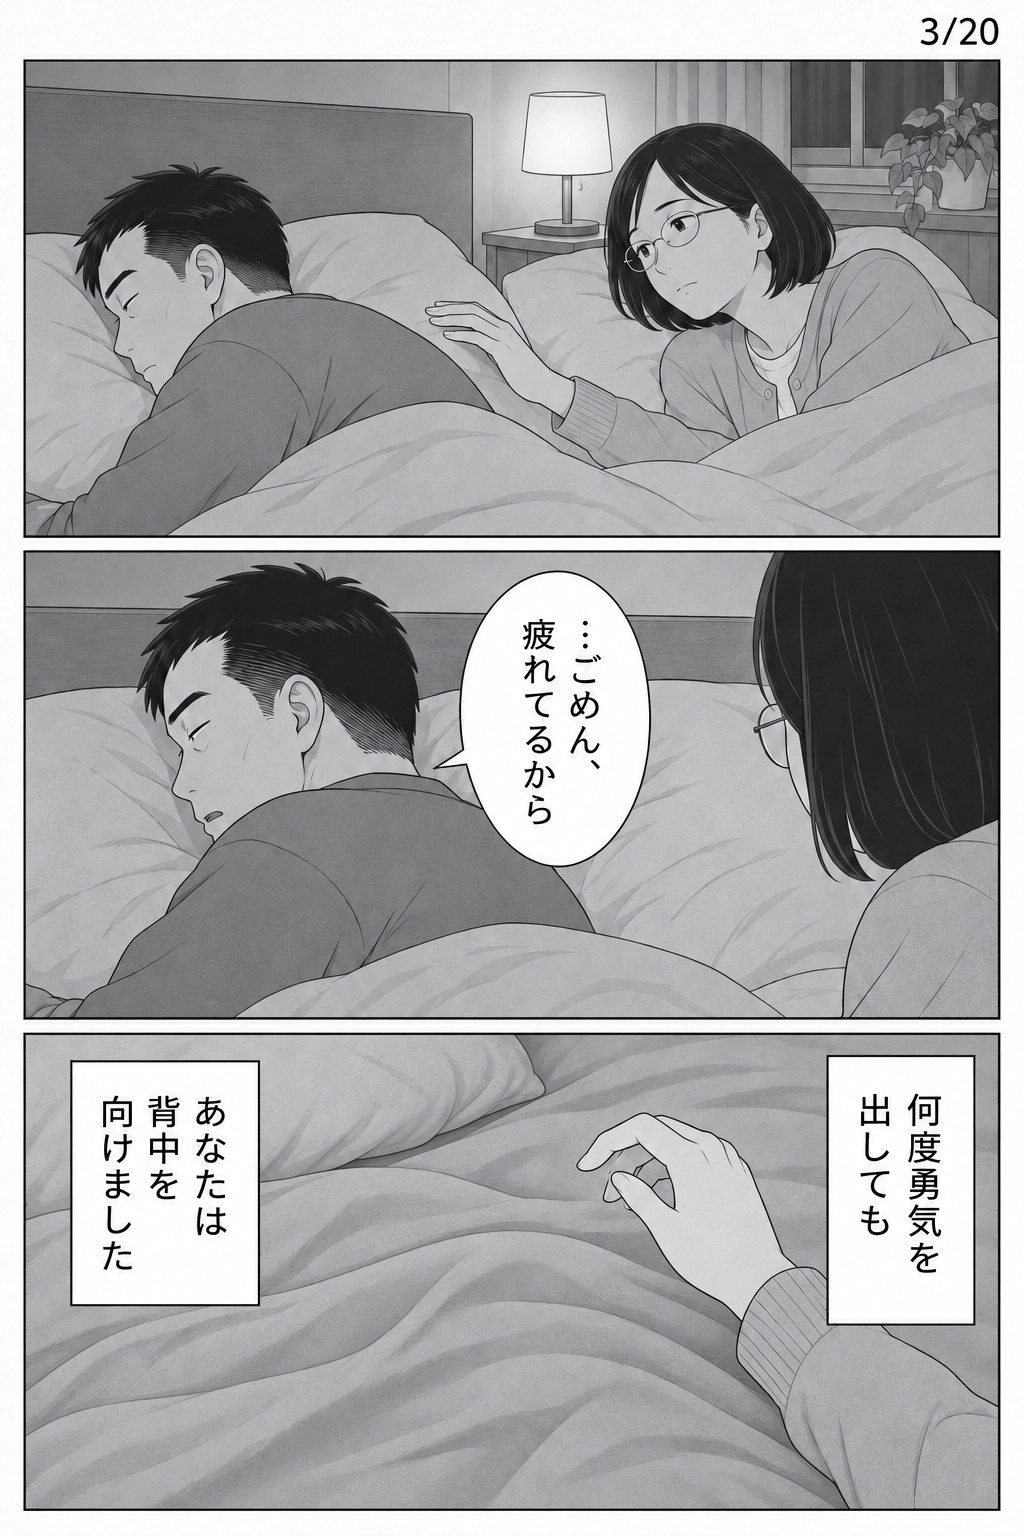 3/20
…ごめん、
疲れてるから
何度勇気を
出しても
あなたは
背中を
向けました